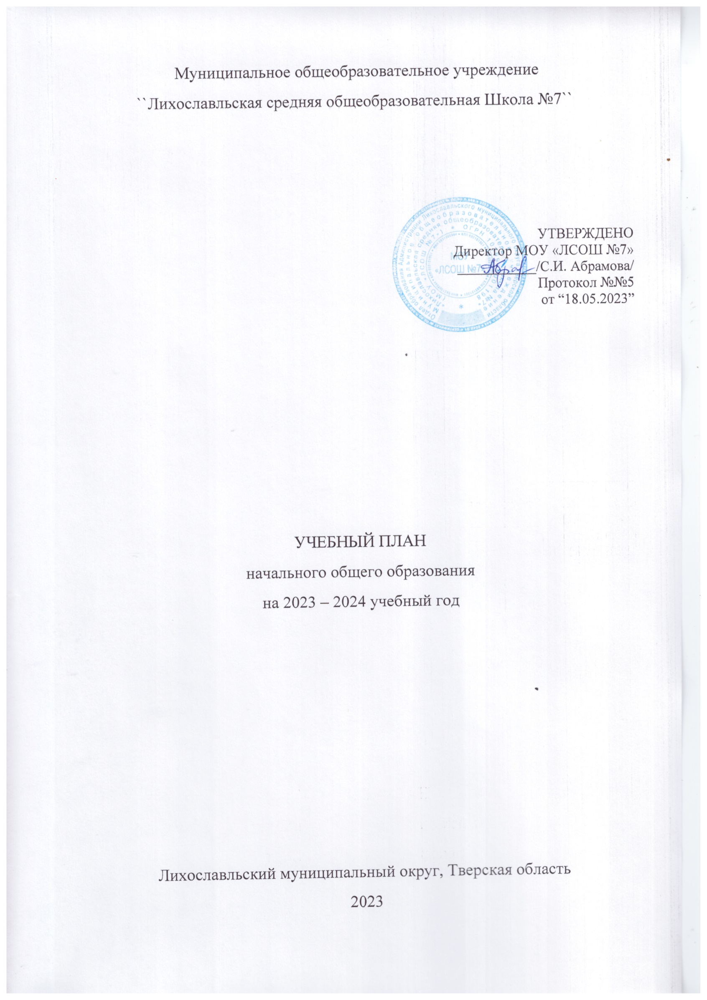 Муниципальное общеобразовательное учреждение
``Лихославльская средняя общеобразовательная Школа №7``
УТВЕРЖДЕНО
Директор МОУ «ЛСОШ №7»
/С.И. Абрамова/
Протокол №№5
от “18.05.2023”
МОУ
«ЛСОШ №7»
УЧЕБНЫЙ ПЛАН
начального общего образования
на 2023 – 2024 учебный год
Лихославльский муниципальный округ, Тверская область
2023